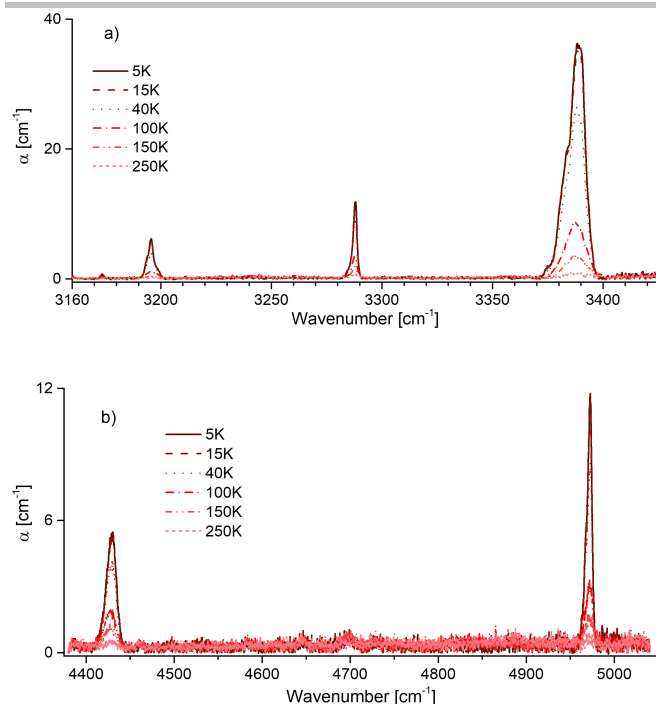 40
a)
5K
15K
40K
100K
150K
250K
20
0
α [cm⁻¹]
3160
3200
3250
3300
3350
3400
Wavenumber [cm⁻¹]
12
b)
5K
15K
40K
100K
150K
250K
6
0
α [cm⁻¹]
4400
4500
4600
4700
4800
4900
5000
Wavenumber [cm⁻¹]